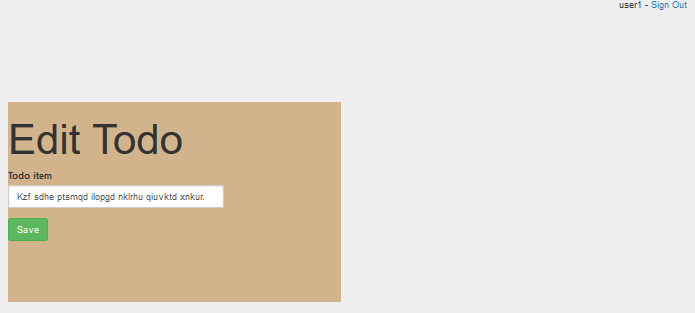 user1 - Sign Out
Edit Todo
Todo item
Kzf sdhe ptsmqd ilopgd nklrhu qiuvktd xnkur.
Save